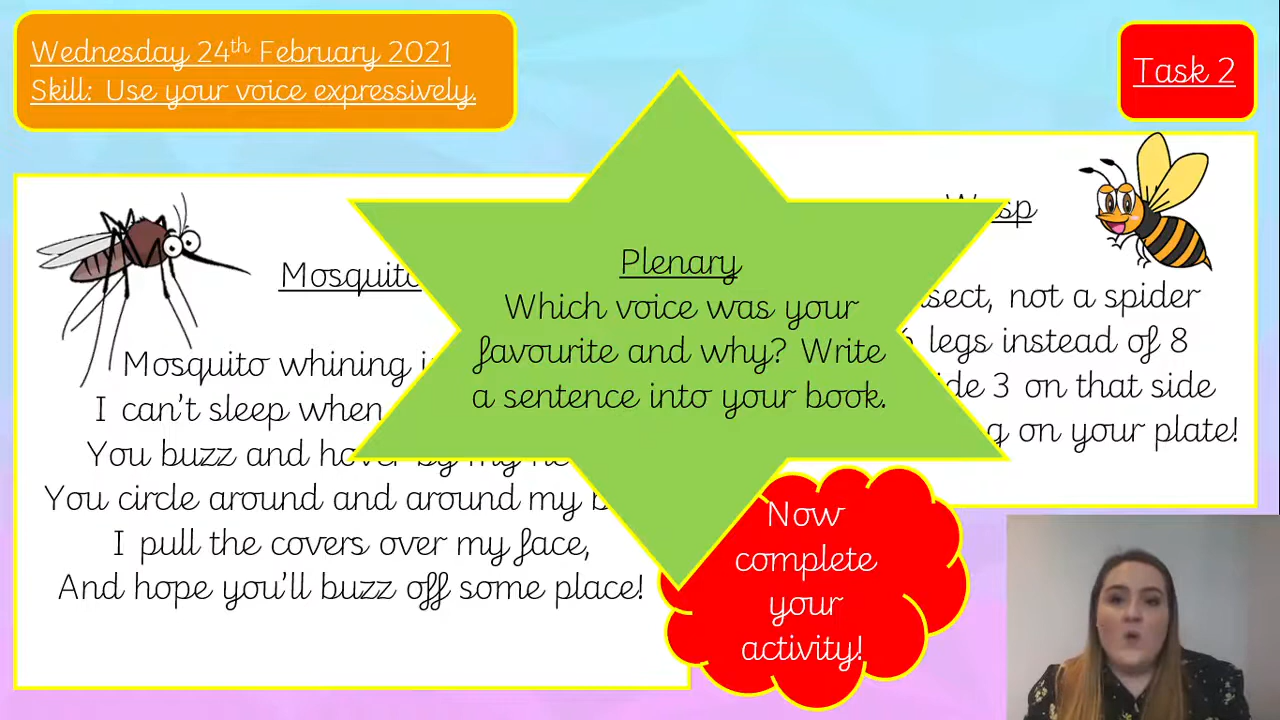 Wednesday 24th February 2021
Skill: Use your voice expressively.
Task 2
Mosquito
Mosquito whining
I can't sleep when
You buzz and
You circle around and around my
I pull the covers over my face,
And hope you'll buzz off some place!
Plenary
Which voice was your
favourite and why? Write
a sentence into your book.
not a spider
legs instead of 8
3 on that side
on your plate!
Now
complete
your
activity!